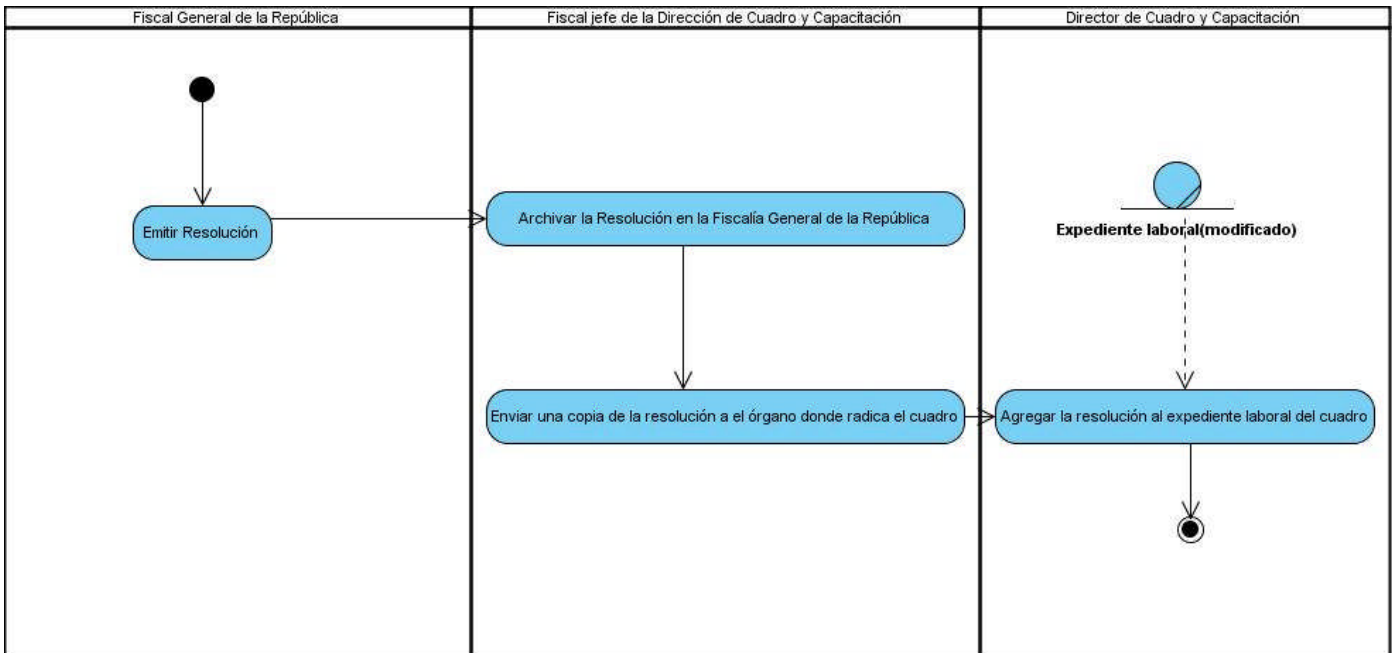 Fiscal General de la República
Fiscal jefe de la Dirección de Cuadro y Capacitación
Director de Cuadro y Capacitación
Emitir Resolución
Archivar la Resolución en la Fiscalía General de la República
Expediente laboral(modificado)
Enviar una copia de la resolución a el órgano donde radica el cuadro
Agregar la resolución al expediente laboral del cuadro